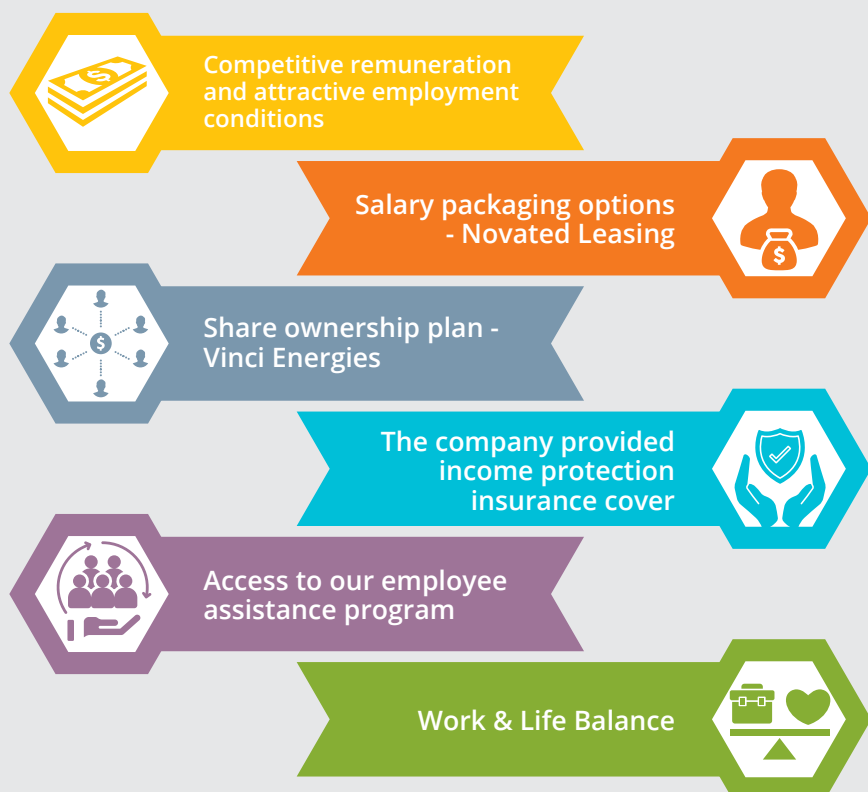 Competitive remuneration
and attractive employment
conditions
Salary packaging options
- Novated Leasing
Share ownership plan -
Vinci Energies
The company provided
income protection
insurance cover
Access to our employee
assistance program
Work & Life Balance